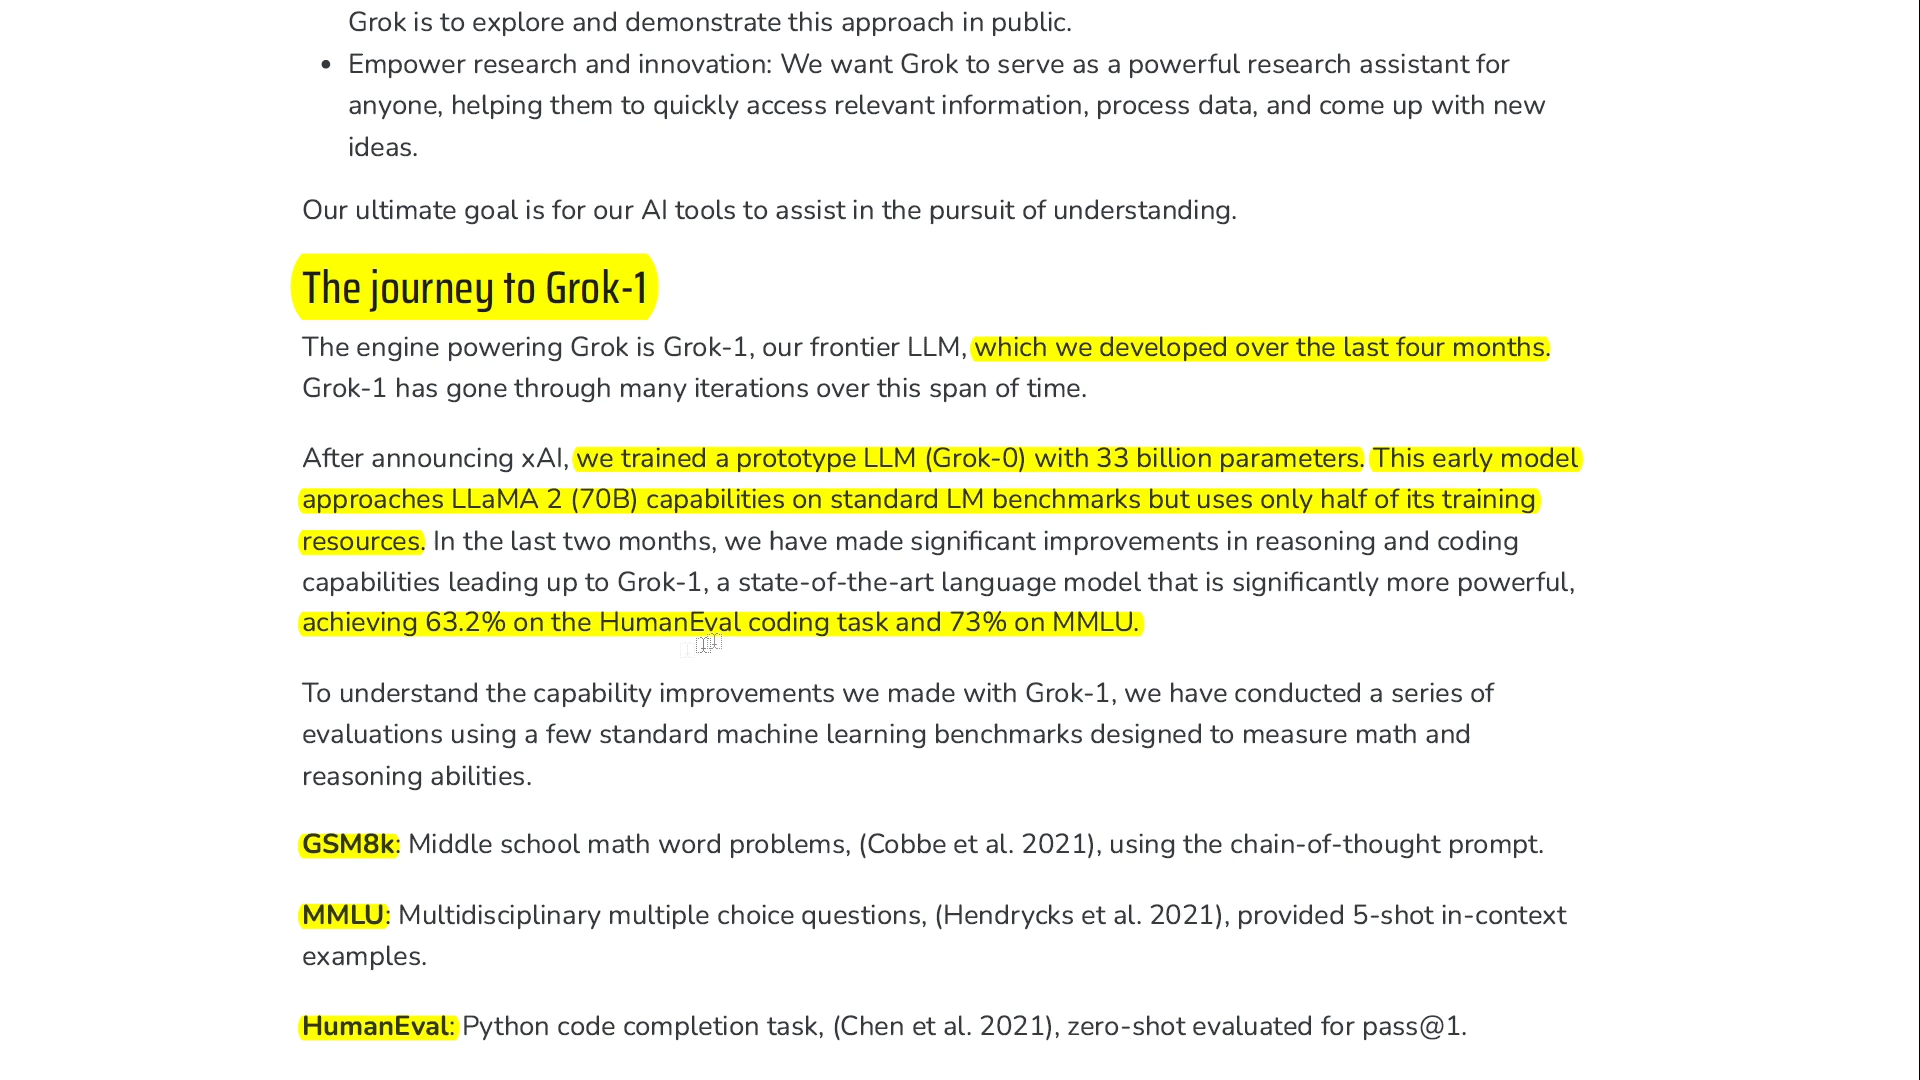 Grok is to explore and demonstrate this approach in public.
• Empower research and innovation: We want Grok to serve as a powerful research assistant for
anyone, helping them to quickly access relevant information, process data, and come up with new
ideas.
Our ultimate goal is for our AI tools to assist in the pursuit of understanding.
The journey to Grok-1
The engine powering Grok is Grok-1, our frontier LLM, which we developed over the last four months.
Grok-1 has gone through many iterations over this span of time.
After announcing xAI, we trained a prototype LLM (Grok-0) with 33 billion parameters. This early model
approaches LLaMA 2 (70B) capabilities on standard LM benchmarks but uses only half of its training
resources. In the last two months, we have made significant improvements in reasoning and coding
capabilities leading up to Grok-1, a state-of-the-art language model that is significantly more powerful,
achieving 63.2% on the HumanEval coding task and 73% on MMLU.
To understand the capability improvements we made with Grok-1, we have conducted a series of
evaluations using a few standard machine learning benchmarks designed to measure math and
reasoning abilities.
GSM8k: Middle school math word problems, (Cobbe et al. 2021), using the chain-of-thought prompt.
MMLU: Multidisciplinary multiple choice questions, (Hendrycks et al. 2021), provided 5-shot in-context
examples.
HumanEval: Python code completion task, (Chen et al. 2021), zero-shot evaluated for pass@1.